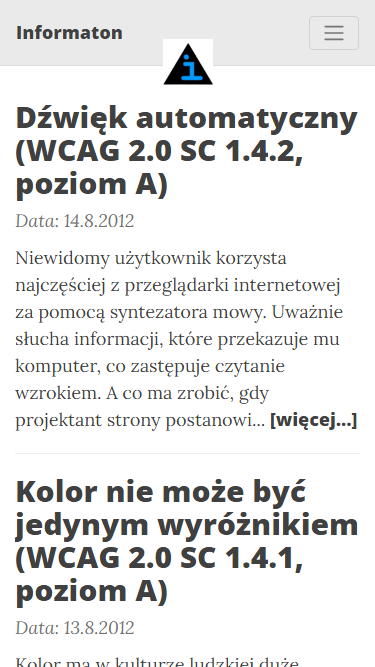 Informaton
Dźwięk automatyczny
(WCAG 2.0 SC 1.4.2,
poziom A)
Data: 14.8.2012
Niewidomy użytkownik korzysta
najczęściej z przeglądarki internetowej
za pomocą syntezatora mowy. Uważnie
słucha informacji, które przekazuje mu
komputer, co zastępuje czytanie
wzrokiem. A co ma zrobić, gdy
projektant strony postanowi... [więcej...]
Kolor nie może być
jedynym wyróżnikiem
(WCAG 2.0 SC 1.4.1,
poziom A)
Data: 13.8.2012
Kolor ma w kulturze ludzkiej duże